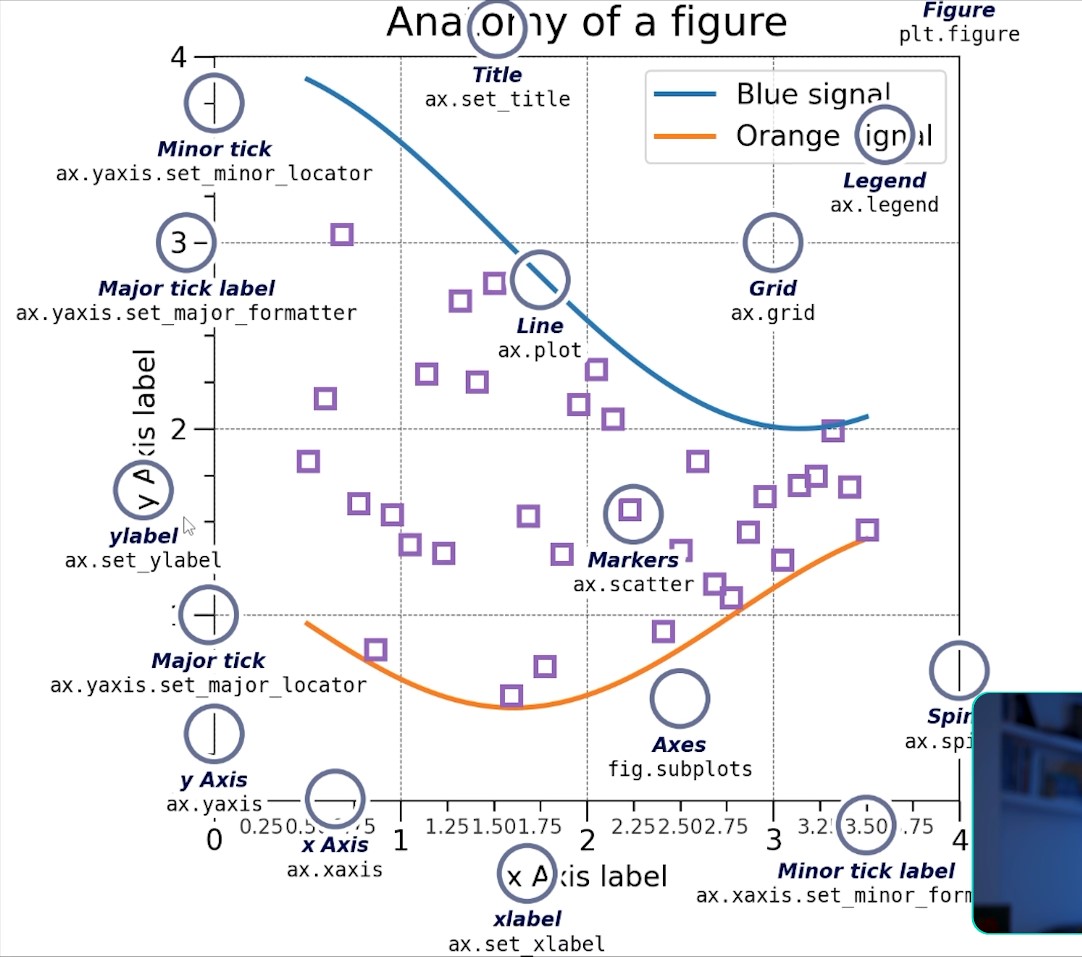 Anatomy of a figure
Figure
plt.figure
4
Title
ax.set_title
Blue signal
Orange signal
Minor tick
ax.yaxis.set_minor_locator
Legend
ax.legend
3
Major tick label
ax.yaxis.set_major_formatter
Grid
ax.grid
Line
ax.plot
y Axis label
2
ylabel
ax.set_ylabel
Markers
ax.scatter
Major tick
ax.yaxis.set_major_locator
Axes
fig.subplots
y Axis
ax.yaxis
0 0.25 1 1.25 1.50 1.75 2 2.25 2.50 2.75 3 3.50 4
x Axis
ax.xaxis
Minor tick label
x Axis label
xlabel
ax.set_xlabel